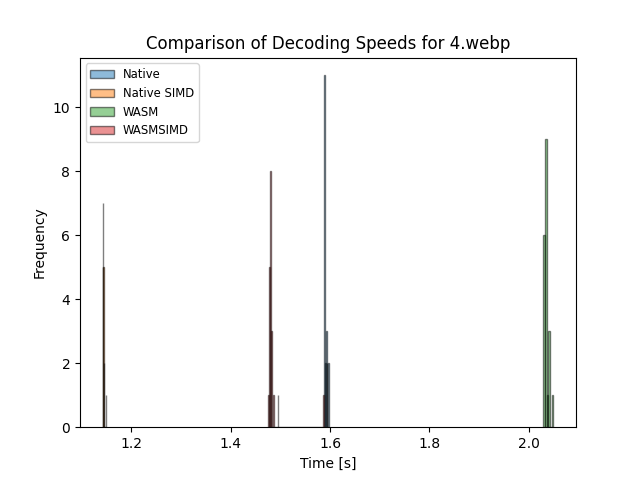 Comparison of Decoding Speeds for 4.webp
Native
Native SIMD
WASM
WASMSIMD
10
8
6
4
2
0
Frequency
1.2 1.4 1.6 1.8 2.0
Time [s]